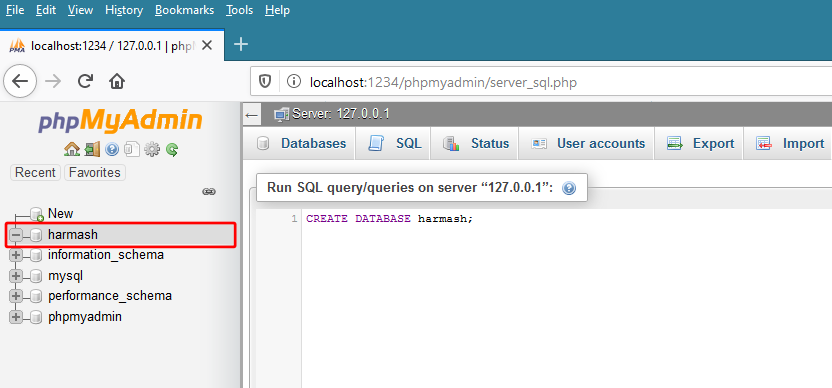 File Edit View History Bookmarks Tools Help
localhost:1234 / 127.0.0.1 | phpl
localhost:1234/phpmyadmin/server_sql.php
phpMyAdmin
Server: 127.0.0.1
Databases SQL Status User accounts Export Import
Recent Favorites
Run SQL query/queries on server “127.0.0.1”:
New
1 CREATE DATABASE harmash;
harmash
information_schema
mysql
performance_schema
phpmyadmin